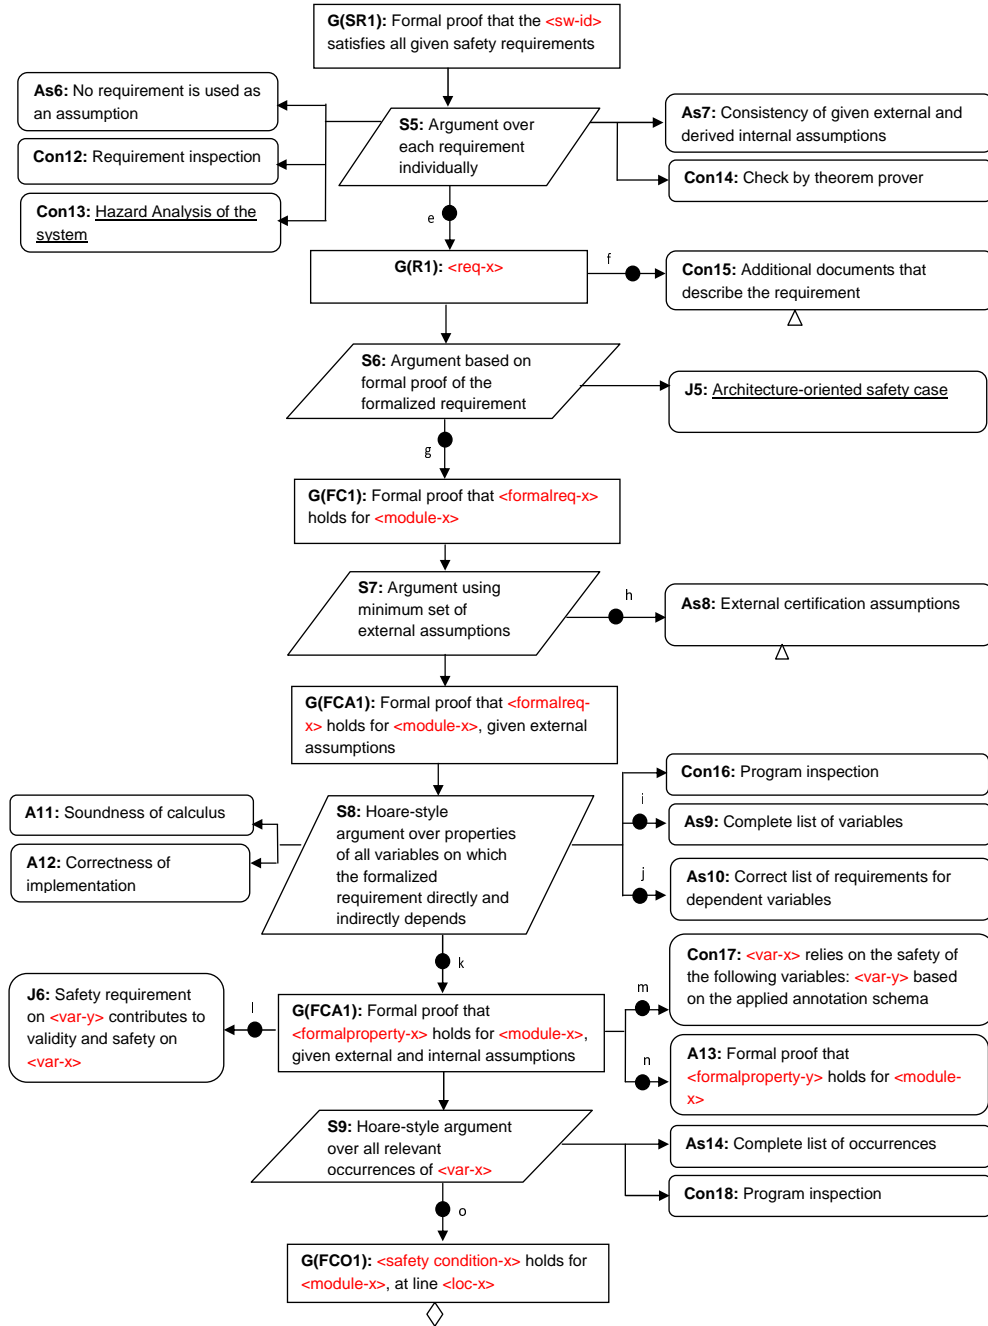 G(SR1): Formal proof that the <sw-id>
satisfies all given safety requirements
As6: No requirement is used as
an assumption
S5: Argument over
each requirement
individually
As7: Consistency of given external and
derived internal assumptions
Con12: Requirement inspection
Con14: Check by theorem prover
Con13: Hazard Analysis of the
system
e
G(R1): <req-x>
f
Con15: Additional documents that
describe the requirement
S6: Argument based on
formal proof of the
formalized requirement
J5: Architecture-oriented safety case
g
G(FC1): Formal proof that <formalreq-x>
holds for <module-x>
S7: Argument using
minimum set of
external assumptions
h
As8: External certification assumptions
G(FCA1): Formal proof that <formalreq-
x> holds for <module-x>, given external
assumptions
Con16: Program inspection
A11: Soundness of calculus
S8: Hoare-style
argument over properties
of all variables on which
the formalized
requirement directly and
indirectly depends
i
As9: Complete list of variables
A12: Correctness of
implementation
j
As10: Correct list of requirements for
dependent variables
k
Con17: <var-x> relies on the safety of
the following variables: <var-y> based
on the applied annotation schema
J6: Safety requirement
on <var-y> contributes to
validity and safety on
<var-x>
l
G(FCA1): Formal proof that
<formalproperty-x> holds for <module-x>,
given external and internal assumptions
m
n
A13: Formal proof that
<formalproperty-y> holds for <module-
x>
S9: Hoare-style argument
over all relevant
occurrences of <var-x>
As14: Complete list of occurrences
Con18: Program inspection
o
G(FCO1): <safety condition-x> holds for
<module-x>, at line <loc-x>